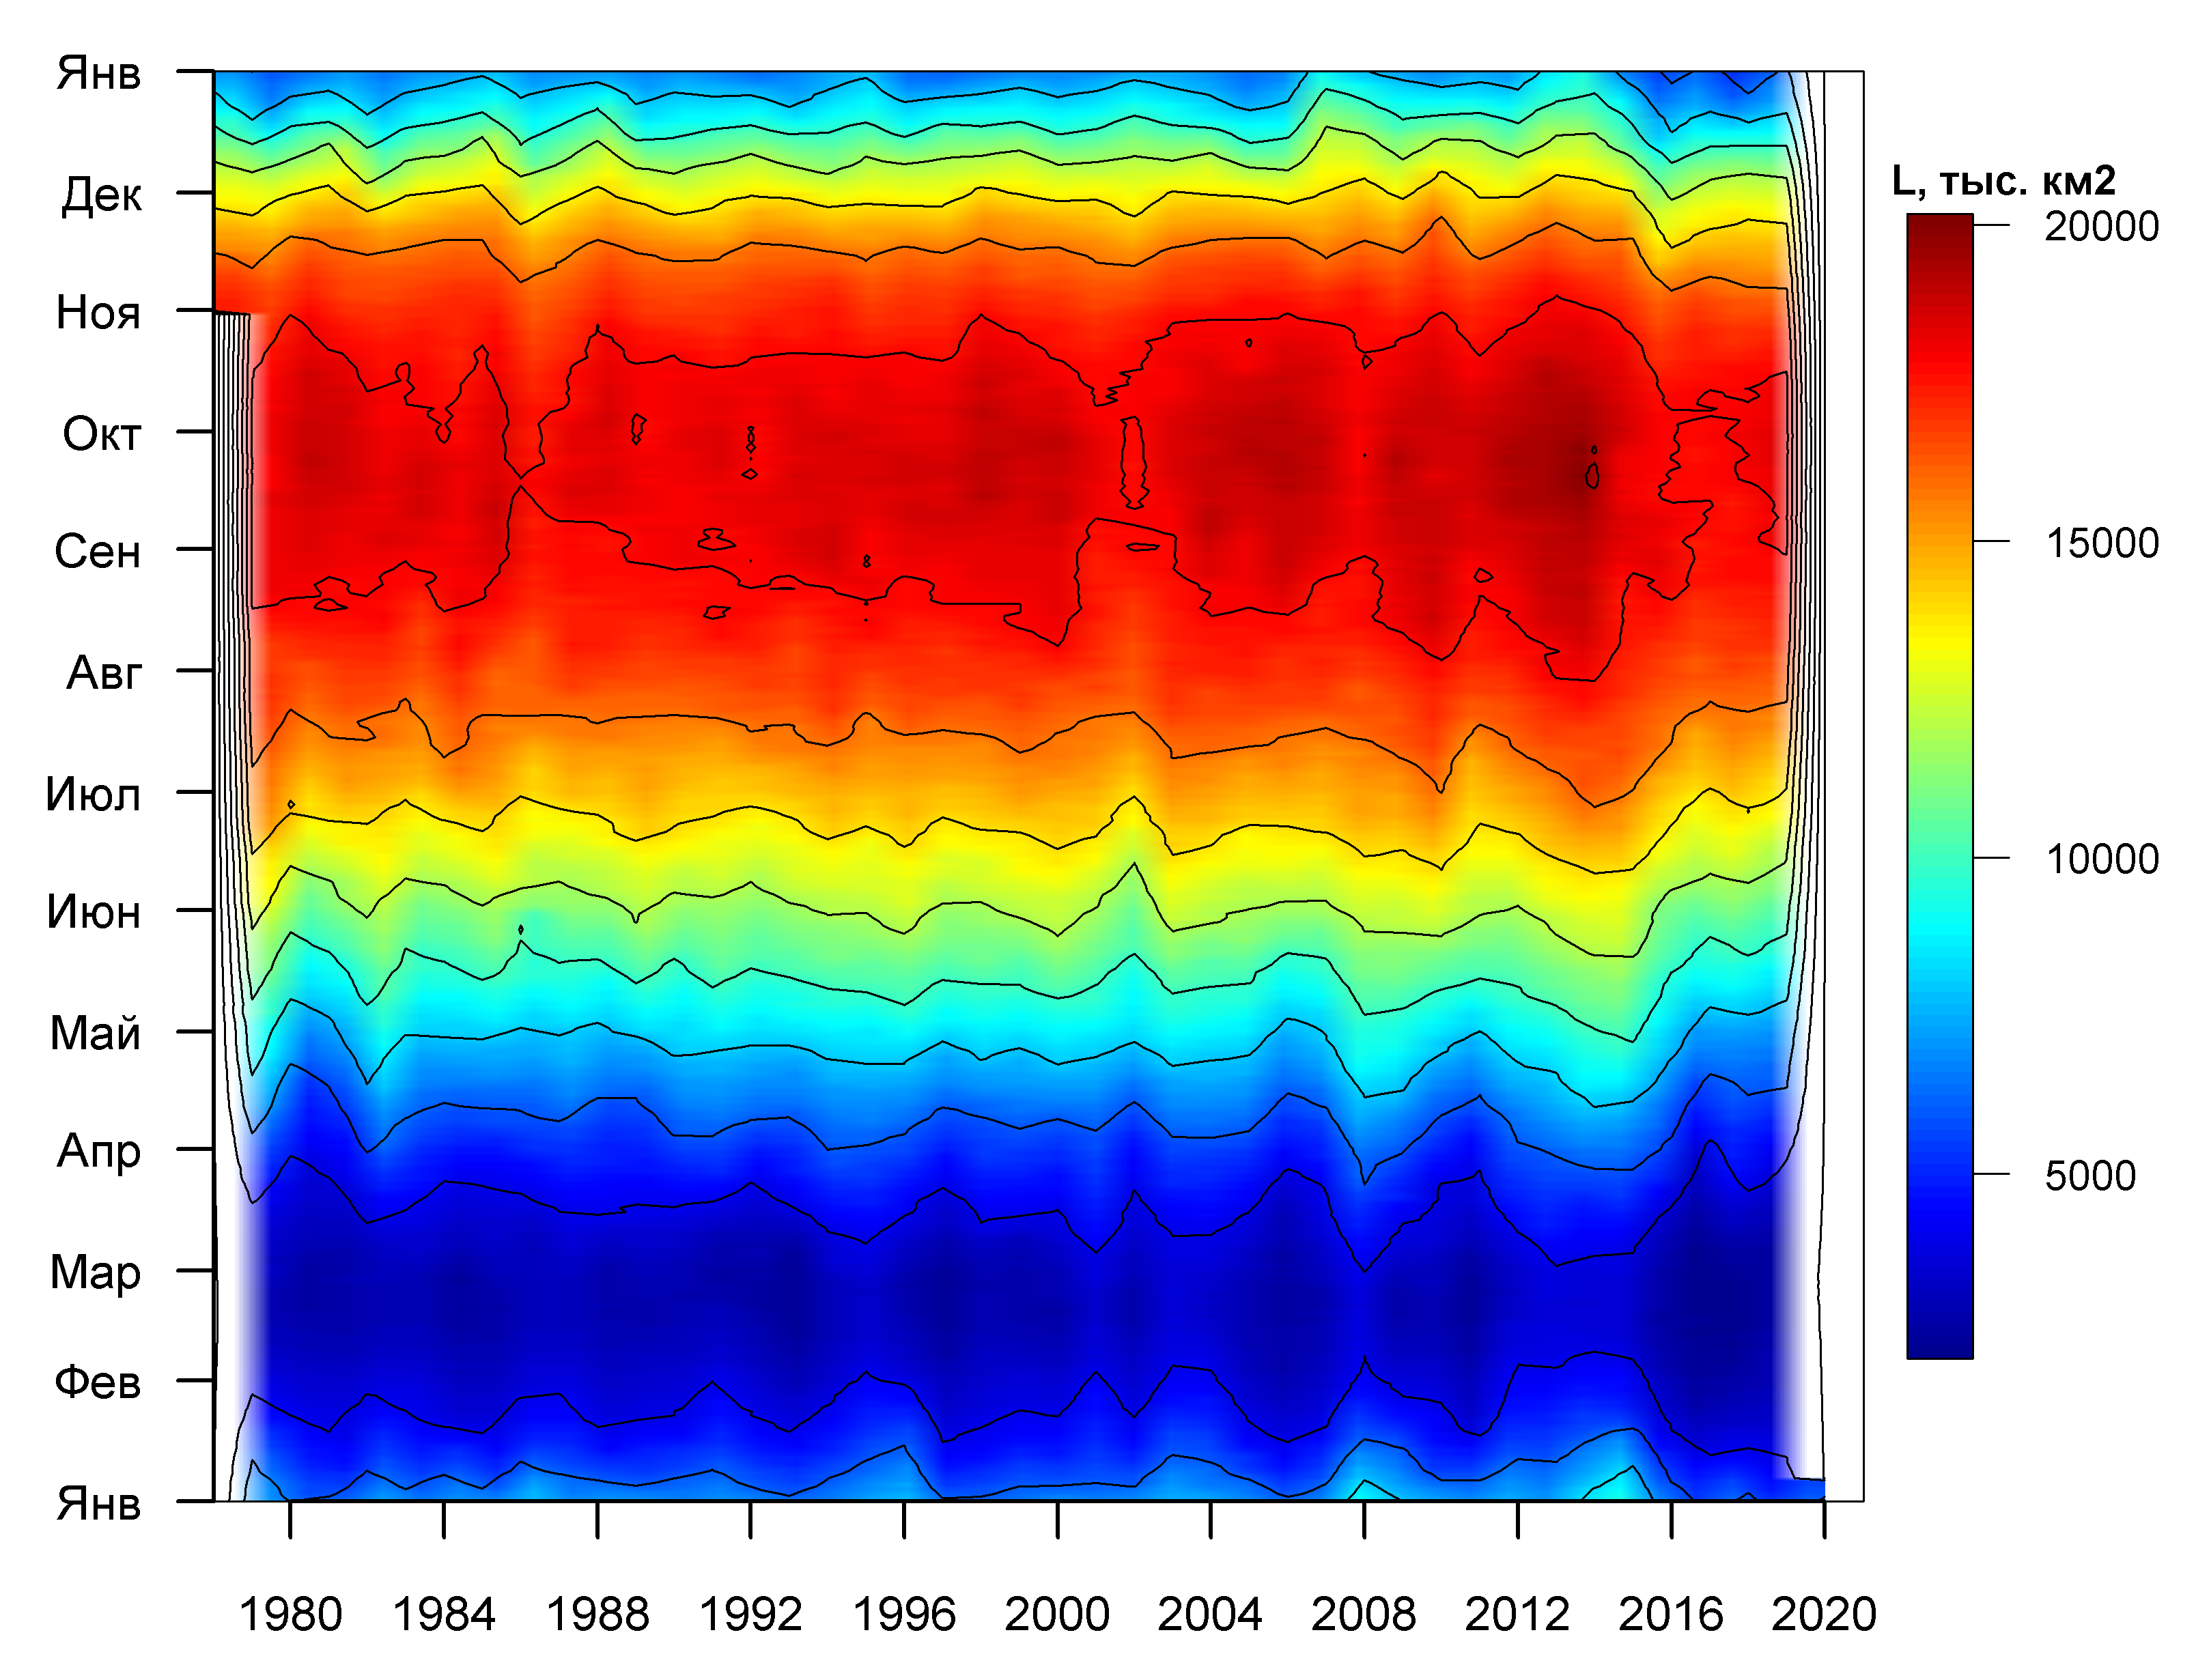 Янв
Дек
Ноя
Окт
Сен
Авг
Июл
Июн
Май
Апр
Мар
Фев
Янв
1980 1984 1988 1992 1996 2000 2004 2008 2012 2016 2020
L, тыс. км2
20000
15000
10000
5000